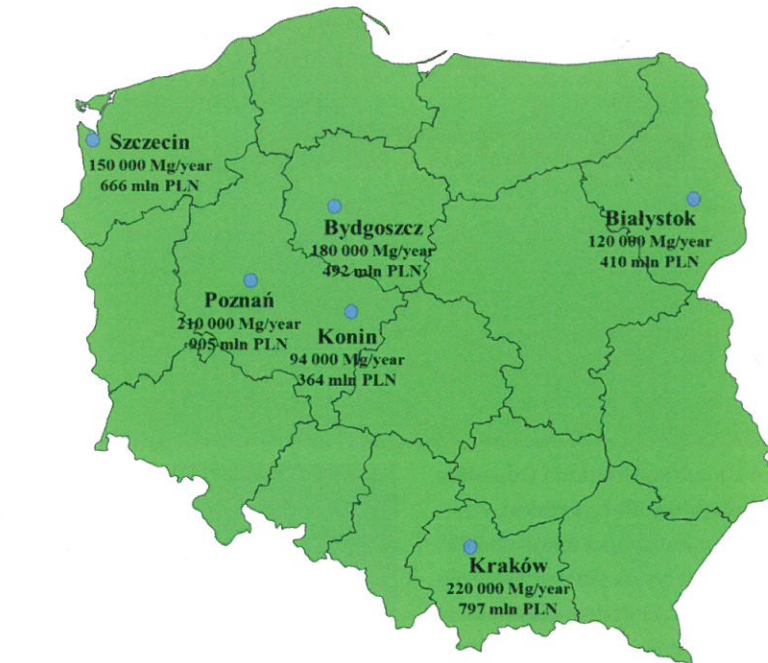 Szczecin
150 000 Mg/year
666 mln PLN
Bydgoszcz
180 000 Mg/year
492 mln PLN
Białystok
120 000 Mg/year
410 mln PLN
Poznań
210 000 Mg/year
905 mln PLN
Konin
94 000 Mg/year
364 mln PLN
Kraków
220 000 Mg/year
797 mln PLN